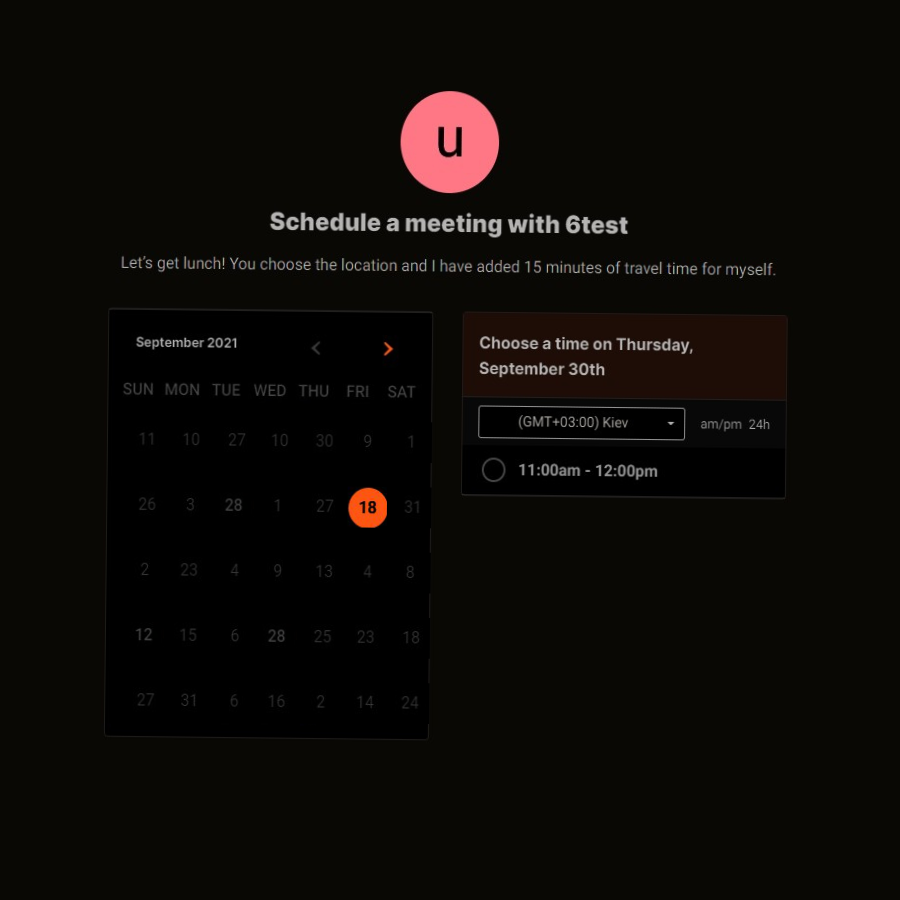 u
Schedule a meeting with 6test
Let's get lunch! You choose the location and I have added 15 minutes of travel time for myself.
September 2021
SUN MON TUE WED THU FRI SAT
11 10 27 10 30 9 1
26 3 28 1 27 18 31
2 23 4 9 13 4 8
12 15 6 28 25 23 18
27 31 6 16 2 14 24
Choose a time on Thursday,
September 30th
(GMT+03:00) Kiev am/pm 24h
11:00am - 12:00pm